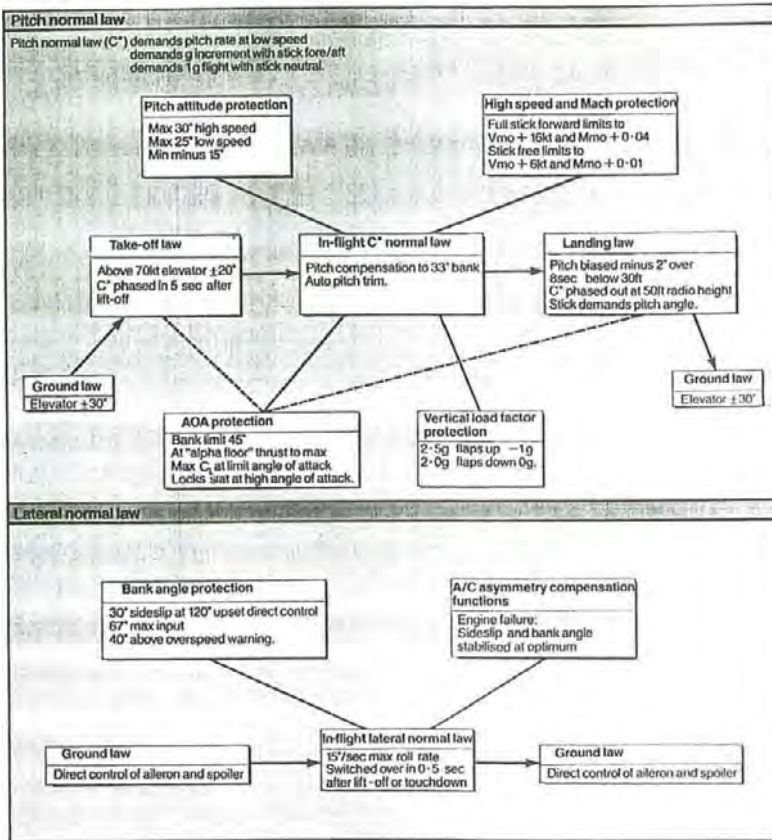 Pitch normal law
Pitch normal law (C*) demands pitch rate at low speed
demands g increment with stick fore/aft
demands 1g flight with stick neutral.
Pitch attitude protection
Max 30° high speed
Max 25° low speed
Min minus 15°
High speed and Mach protection
Full stick forward limits to
Vmo + 16kt and Mmo + 0·04
Stick free limits to
Vmo + 6kt and Mmo + 0·01
Take-off law
Above 70kt elevator ±20°
C* phased in 5 sec after
lift-off
In-flight C* normal law
Pitch compensation to 33° bank
Auto pitch trim.
Landing law
Pitch biased minus 2° over
8sec below 30ft
C* phased out at 50ft radio height
Stick demands pitch angle.
Ground law
Elevator ±30°
AOA protection
Bank limit 45°
At "alpha floor" thrust to max
Max CL at limit angle of attack
Locks slat at high angle of attack.
Vertical load factor
protection
2·5g flaps up −1g
2·0g flaps down 0g.
Ground law
Elevator ±30°
Lateral normal law
Bank angle protection
30° sideslip at 120° upset direct control
67° max input
40° above overspeed warning.
A/C asymmetry compensation
functions
Engine failure:
Sideslip and bank angle
stabilised at optimum
Ground law
Direct control of aileron and spoiler
In-flight lateral normal law
15°/sec max roll rate
Switched over in 0·5 sec
after lift-off or touchdown
Ground law
Direct control of aileron and spoiler